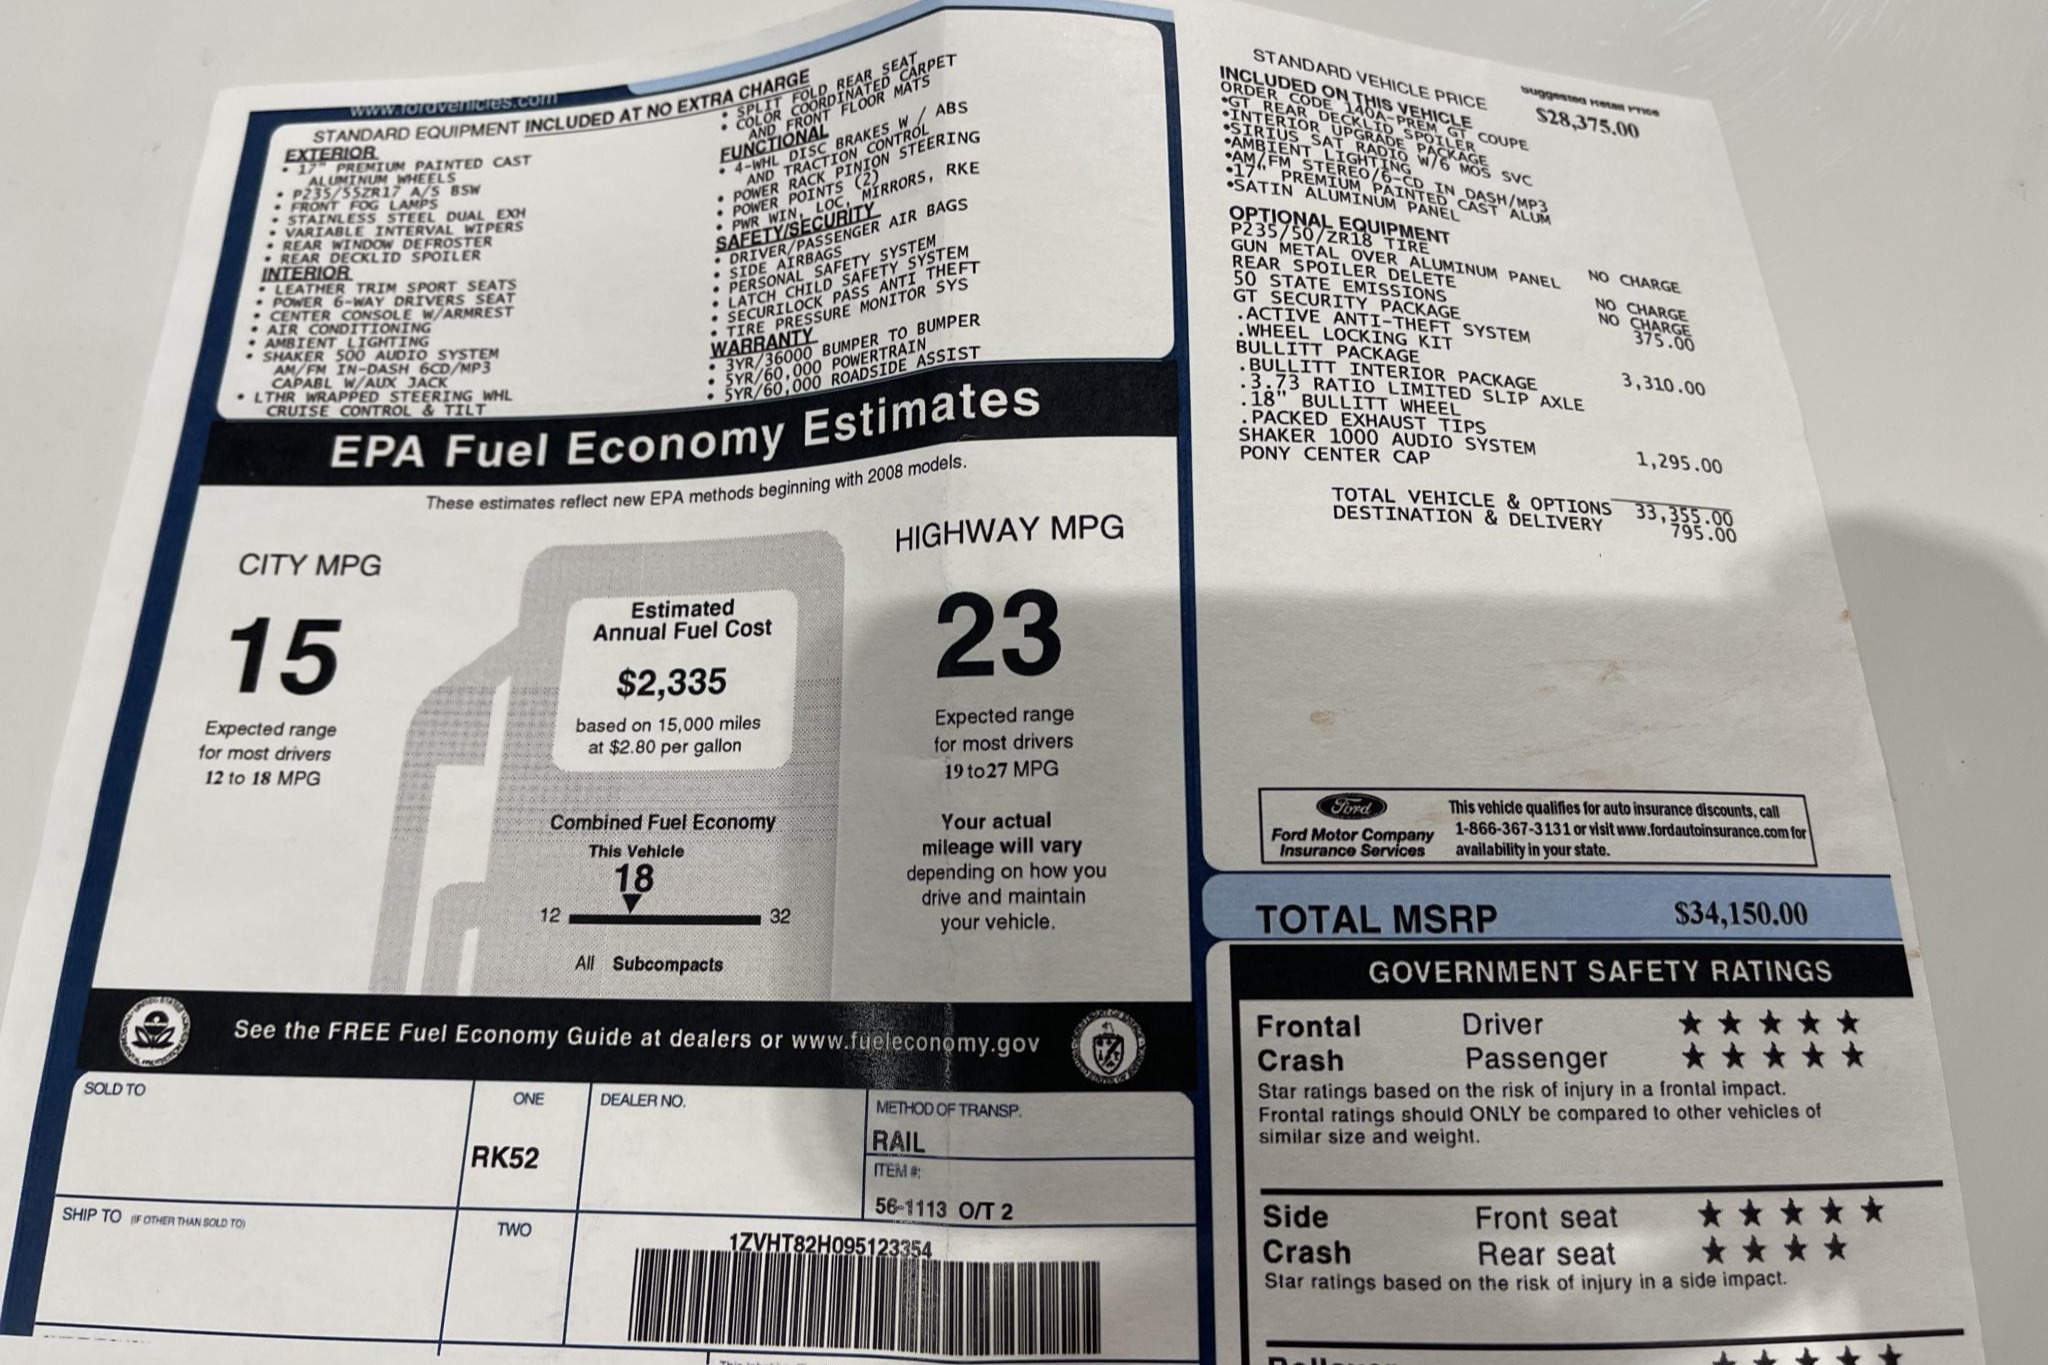 www.fordvehicles.com
STANDARD EQUIPMENT INCLUDED AT NO EXTRA CHARGE
EXTERIOR
• 17" PREMIUM PAINTED CAST
ALUMINUM WHEELS
• P235/55ZR17 A/S BSW
• FRONT FOG LAMPS
• STAINLESS STEEL DUAL EXH
• VARIABLE INTERVAL WIPERS
• REAR WINDOW DEFROSTER
• REAR DECKLID SPOILER
INTERIOR
• LEATHER TRIM SPORT SEATS
• POWER 6-WAY DRIVERS SEAT
• CENTER CONSOLE W/ARMREST
• AIR CONDITIONING
• AMBIENT LIGHTING
• SHAKER 500 AUDIO SYSTEM
AM/FM IN-DASH 6CD/MP3
CAPABL W/AUX JACK
• LTHR WRAPPED STEERING WHL
CRUISE CONTROL & TILT
• SPLIT FOLD REAR SEAT
• COLOR COORDINATED CARPET
AND FRONT FLOOR MATS
FUNCTIONAL
• 4-WHL DISC BRAKES W / ABS
AND TRACTION CONTROL
• POWER RACK PINION STEERING
• POWER POINTS (2)
• PWR WIN, LOC, MIRRORS, RKE
SAFETY/SECURITY
• DRIVER/PASSENGER AIR BAGS
• SIDE AIRBAGS
• PERSONAL SAFETY SYSTEM
• LATCH CHILD SAFETY SYSTEM
• SECURILOCK PASS ANTI THEFT
• TIRE PRESSURE MONITOR SYS
WARRANTY
• 3YR/36000 BUMPER TO BUMPER
• 5YR/60,000 POWERTRAIN
• 5YR/60,000 ROADSIDE ASSIST
EPA Fuel Economy Estimates
These estimates reflect new EPA methods beginning with 2008 models.
CITY MPG
15
Expected range
for most drivers
12 to 18 MPG
Estimated
Annual Fuel Cost
$2,335
based on 15,000 miles
at $2.80 per gallon
Combined Fuel Economy
This Vehicle
18
12 32
All Subcompacts
HIGHWAY MPG
23
Expected range
for most drivers
19 to 27 MPG
Your actual
mileage will vary
depending on how you
drive and maintain
your vehicle.
See the FREE Fuel Economy Guide at dealers or www.fueleconomy.gov
SOLD TO
ONE
RK52
DEALER NO.
METHOD OF TRANSP.
RAIL
ITEM #:
56-1113 O/T 2
SHIP TO (IF OTHER THAN SOLD TO)
TWO
1ZVHT82H095123354
Suggested Retail Price
STANDARD VEHICLE PRICE $28,375.00
INCLUDED ON THIS VEHICLE
ORDER CODE 140A-PREM GT COUPE
•GT REAR DECKLID SPOILER
•INTERIOR UPGRADE PACKAGE
•SIRIUS SAT RADIO W/6 MOS SVC
•AMBIENT LIGHTING
•AM/FM STEREO/6-CD IN DASH/MP3
•17" PREMIUM PAINTED CAST ALUM
•SATIN ALUMINUM PANEL
OPTIONAL EQUIPMENT
P235/50/ZR18 TIRE
GUN METAL OVER ALUMINUM PANEL NO CHARGE
REAR SPOILER DELETE NO CHARGE
50 STATE EMISSIONS NO CHARGE
GT SECURITY PACKAGE 375.00
.ACTIVE ANTI-THEFT SYSTEM
.WHEEL LOCKING KIT
BULLITT PACKAGE 3,310.00
.BULLITT INTERIOR PACKAGE
.3.73 RATIO LIMITED SLIP AXLE
.18" BULLITT WHEEL
.PACKED EXHAUST TIPS
SHAKER 1000 AUDIO SYSTEM 1,295.00
PONY CENTER CAP
TOTAL VEHICLE & OPTIONS 33,355.00
DESTINATION & DELIVERY 795.00
Ford
Ford Motor Company
Insurance Services
This vehicle qualifies for auto insurance discounts, call
1-866-367-3131 or visit www.fordautoinsurance.com for
availability in your state.
TOTAL MSRP $34,150.00
GOVERNMENT SAFETY RATINGS
Frontal Driver ★★★★★
Crash Passenger ★★★★★
Star ratings based on the risk of injury in a frontal impact.
Frontal ratings should ONLY be compared to other vehicles of
similar size and weight.
Side Front seat ★★★★★
Crash Rear seat ★★★★
Star ratings based on the risk of injury in a side impact.
Rollover ★★★★★